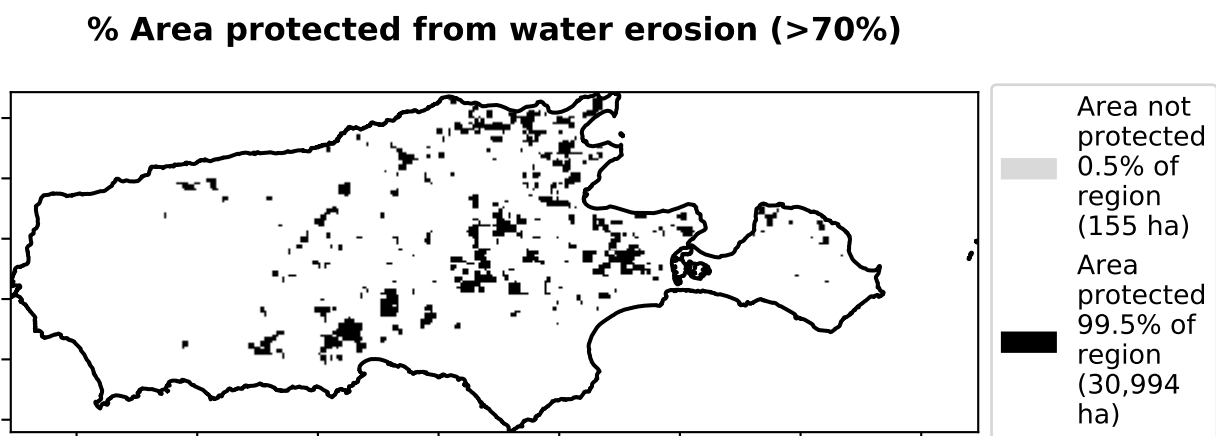 % Area protected from water erosion (>70%)
Area not
protected
0.5% of
region
(155 ha)
Area
protected
99.5% of
region
(30,994
ha)